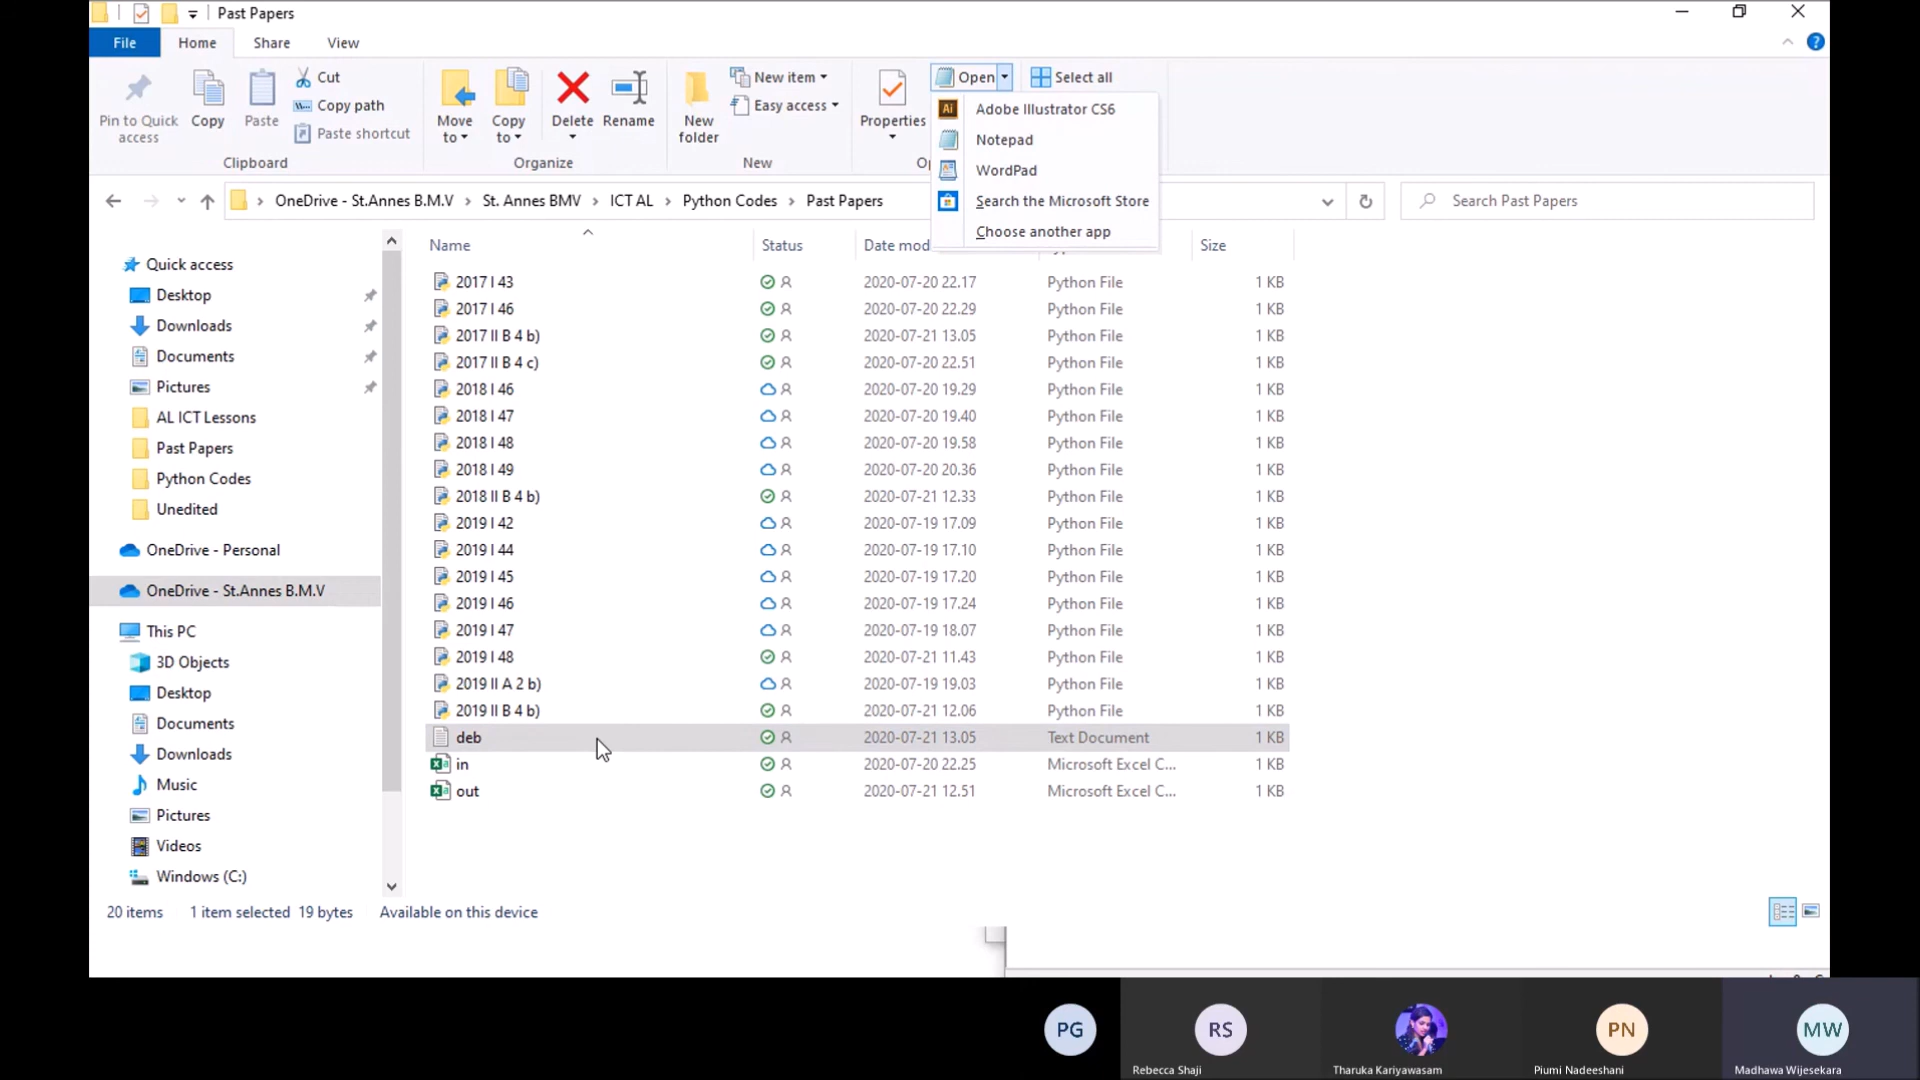 Past Papers
File Home Share View
Pin to Quick access
Copy
Paste
Cut
Copy path
Paste shortcut
Clipboard
Move to
Copy to
Delete
Rename
Organize
New folder
New item
Easy access
New
Properties
Open
Select all
Adobe Illustrator CS6
Notepad
WordPad
Search the Microsoft Store
Choose another app
OneDrive - St.Annes B.M.V > St. Annes BMV > ICT AL > Python Codes > Past Papers
Search Past Papers
Quick access
Desktop
Downloads
Documents
Pictures
AL ICT Lessons
Past Papers
Python Codes
Unedited
OneDrive - Personal
OneDrive - St.Annes B.M.V
This PC
3D Objects
Desktop
Documents
Downloads
Music
Pictures
Videos
Windows (C:)
Name Status Date mod Size
2017 I 43 2020-07-20 22.17 Python File 1 KB
2017 I 46 2020-07-20 22.29 Python File 1 KB
2017 II B 4 b) 2020-07-21 13.05 Python File 1 KB
2017 II B 4 c) 2020-07-20 22.51 Python File 1 KB
2018 I 46 2020-07-20 19.29 Python File 1 KB
2018 I 47 2020-07-20 19.40 Python File 1 KB
2018 I 48 2020-07-20 19.58 Python File 1 KB
2018 I 49 2020-07-20 20.36 Python File 1 KB
2018 II B 4 b) 2020-07-21 12.33 Python File 1 KB
2019 I 42 2020-07-19 17.09 Python File 1 KB
2019 I 44 2020-07-19 17.10 Python File 1 KB
2019 I 45 2020-07-19 17.20 Python File 1 KB
2019 I 46 2020-07-19 17.24 Python File 1 KB
2019 I 47 2020-07-19 18.07 Python File 1 KB
2019 I 48 2020-07-21 11.43 Python File 1 KB
2019 II A 2 b) 2020-07-19 19.03 Python File 1 KB
2019 II B 4 b) 2020-07-21 12.06 Python File 1 KB
deb 2020-07-21 13.05 Text Document 1 KB
in 2020-07-20 22.25 Microsoft Excel C... 1 KB
out 2020-07-21 12.51 Microsoft Excel C... 1 KB
20 items 1 item selected 19 bytes Available on this device
PG RS PN MW
Rebecca Shaji Tharuka Kariyawasam Piumi Nadeeshani Madhawa Wijesekara